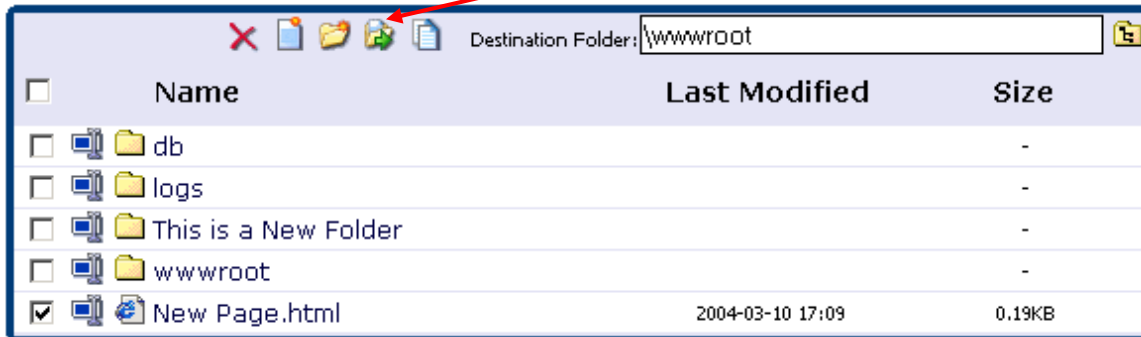 Destination Folder: \wwwroot
Name Last Modified Size
db -
logs -
This is a New Folder -
wwwroot -
New Page.html 2004-03-10 17:09 0.19KB